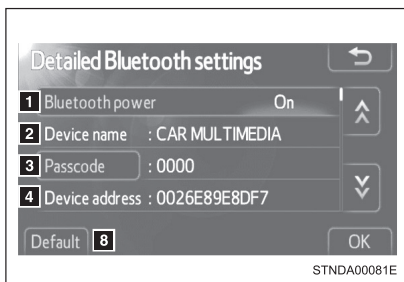 Detailed Bluetooth settings
1 Bluetooth power On
2 Device name : CAR MULTIMEDIA
3 Passcode : 0000
4 Device address : 0026E89E8DF7
Default 8 OK
STNDA00081E